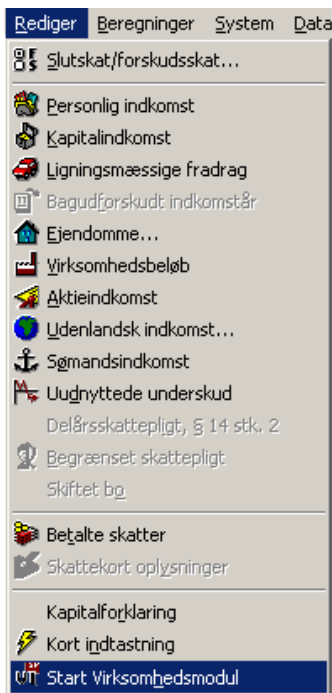 Rediger Beregninger System Data
Slutskat/forskudsskat...
Personlig indkomst
Kapitalindkomst
Ligningsmæssige fradrag
Bagudforskudt indkomstår
Ejendomme...
Virksomhedsbeløb
Aktieindkomst
Udenlandsk indkomst...
Sømandsindkomst
Uudnyttede underskud
Delårsskattepligt, § 14 stk. 2
Begrænset skattepligt
Skiftet bo
Betalte skatter
Skattekort oplysninger
Kapitalforklaring
Kort indtastning
Start Virksomhedsmodul